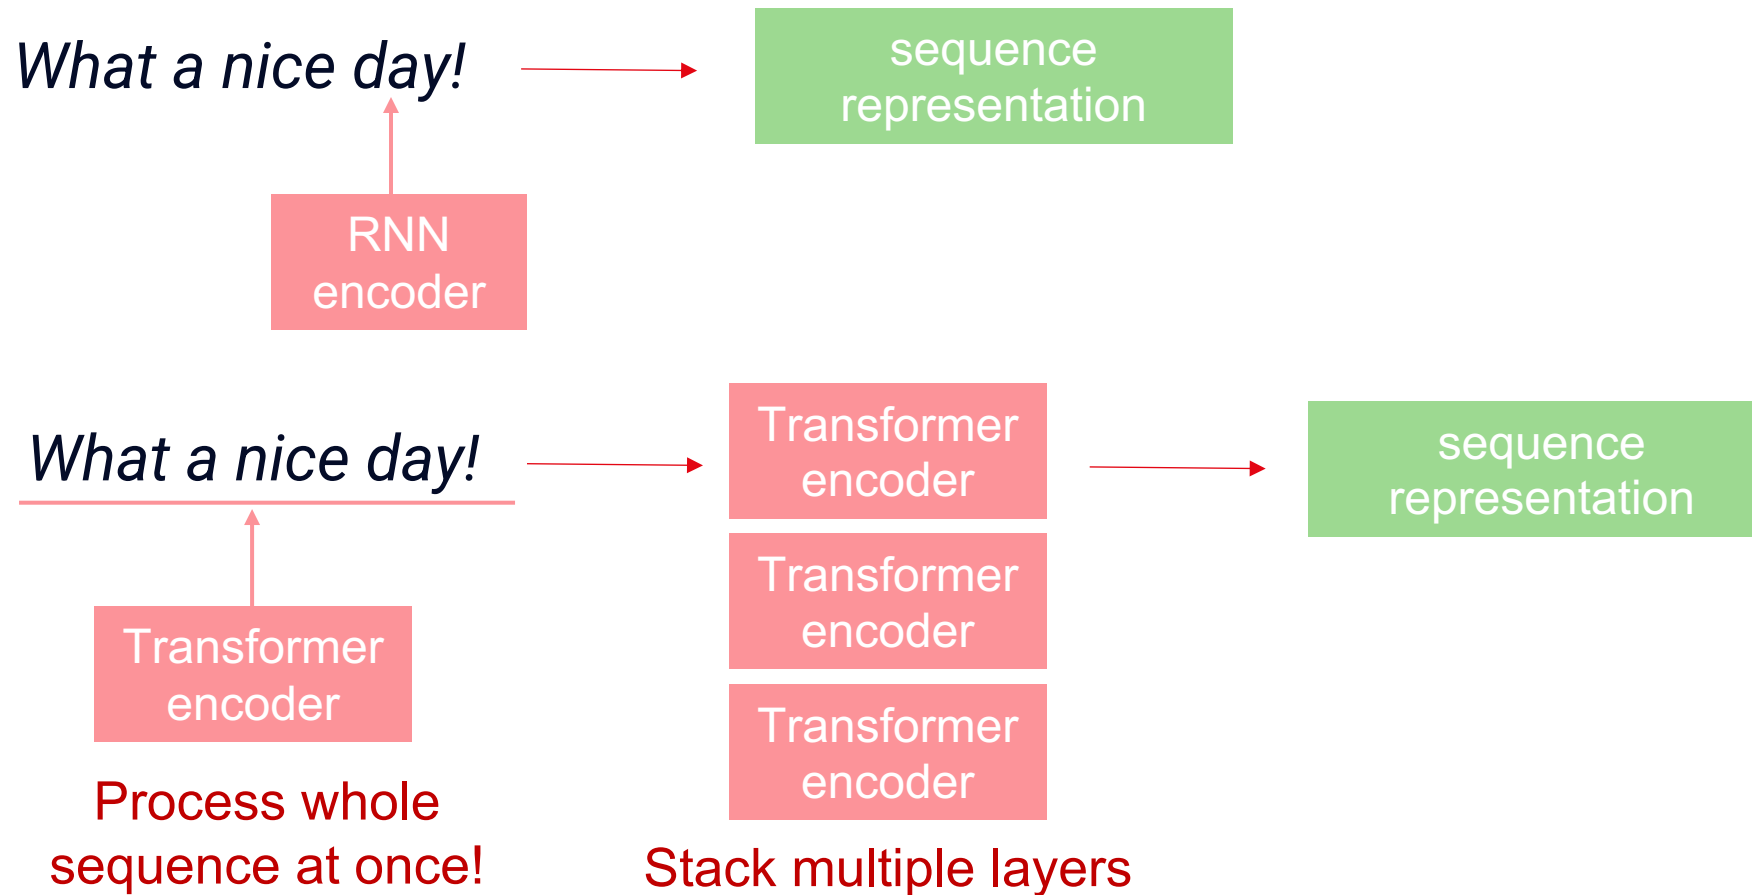 What a nice day!
sequence
representation
RNN
encoder
What a nice day!
Transformer
encoder
sequence
representation
Transformer
encoder
Transformer
encoder
Transformer
encoder
Process whole
sequence at once!
Stack multiple layers